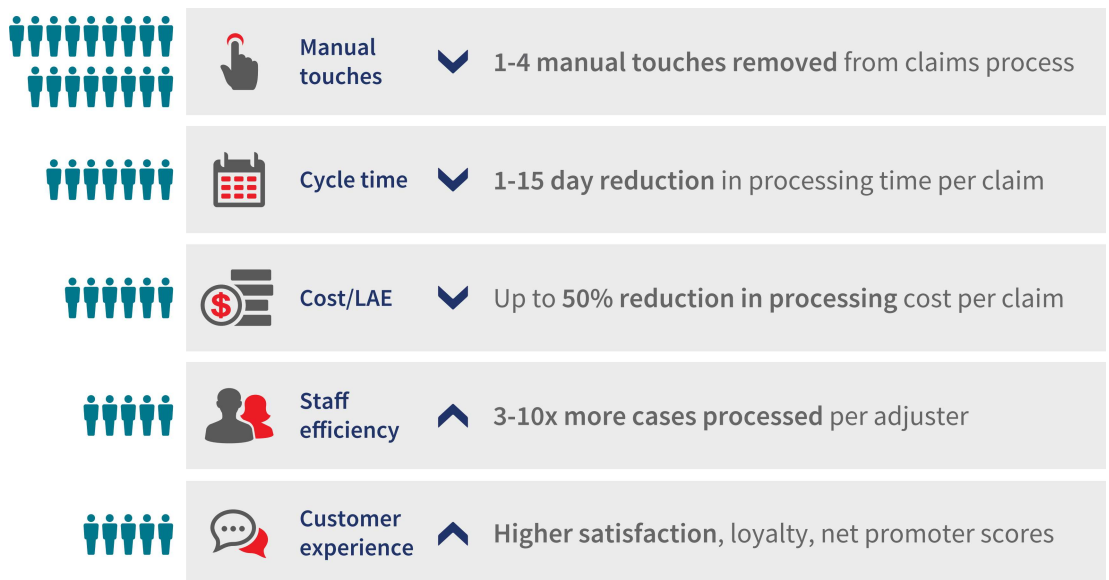 Manual
touches
1-4 manual touches removed from claims process
Cycle time
1-15 day reduction in processing time per claim
$
Cost/LAE
Up to 50% reduction in processing cost per claim
Staff
efficiency
3-10x more cases processed per adjuster
Customer
experience
Higher satisfaction, loyalty, net promoter scores